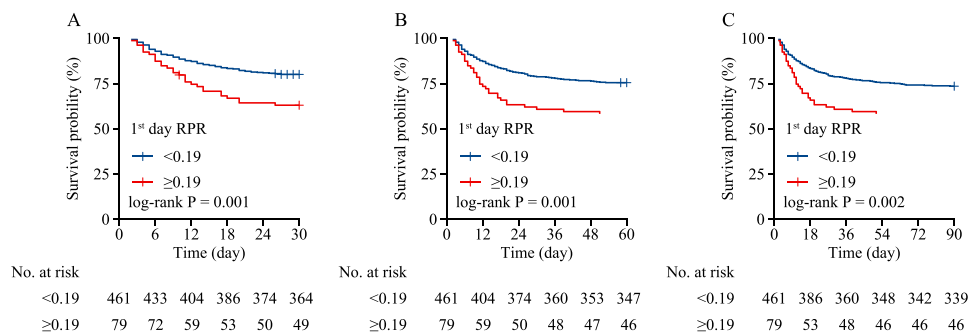 A
Survival probility (%)
100
75
50
25
0
1st day RPR
<0.19
≥0.19
log-rank P = 0.001
0 6 12 18 24 30
Time (day)
No. at risk
<0.19 461 433 404 386 374 364
≥0.19 79 72 59 53 50 49
B
Survival probility (%)
100
75
50
25
0
1st day RPR
<0.19
≥0.19
log-rank P = 0.001
0 12 24 36 48 60
Time (day)
No. at risk
<0.19 461 404 374 360 353 347
≥0.19 79 59 50 48 47 46
C
Survival probility (%)
100
75
50
25
0
1st day RPR
<0.19
≥0.19
log-rank P = 0.002
0 18 36 54 72 90
Time (day)
No. at risk
<0.19 461 386 360 348 342 339
≥0.19 79 53 48 46 46 46